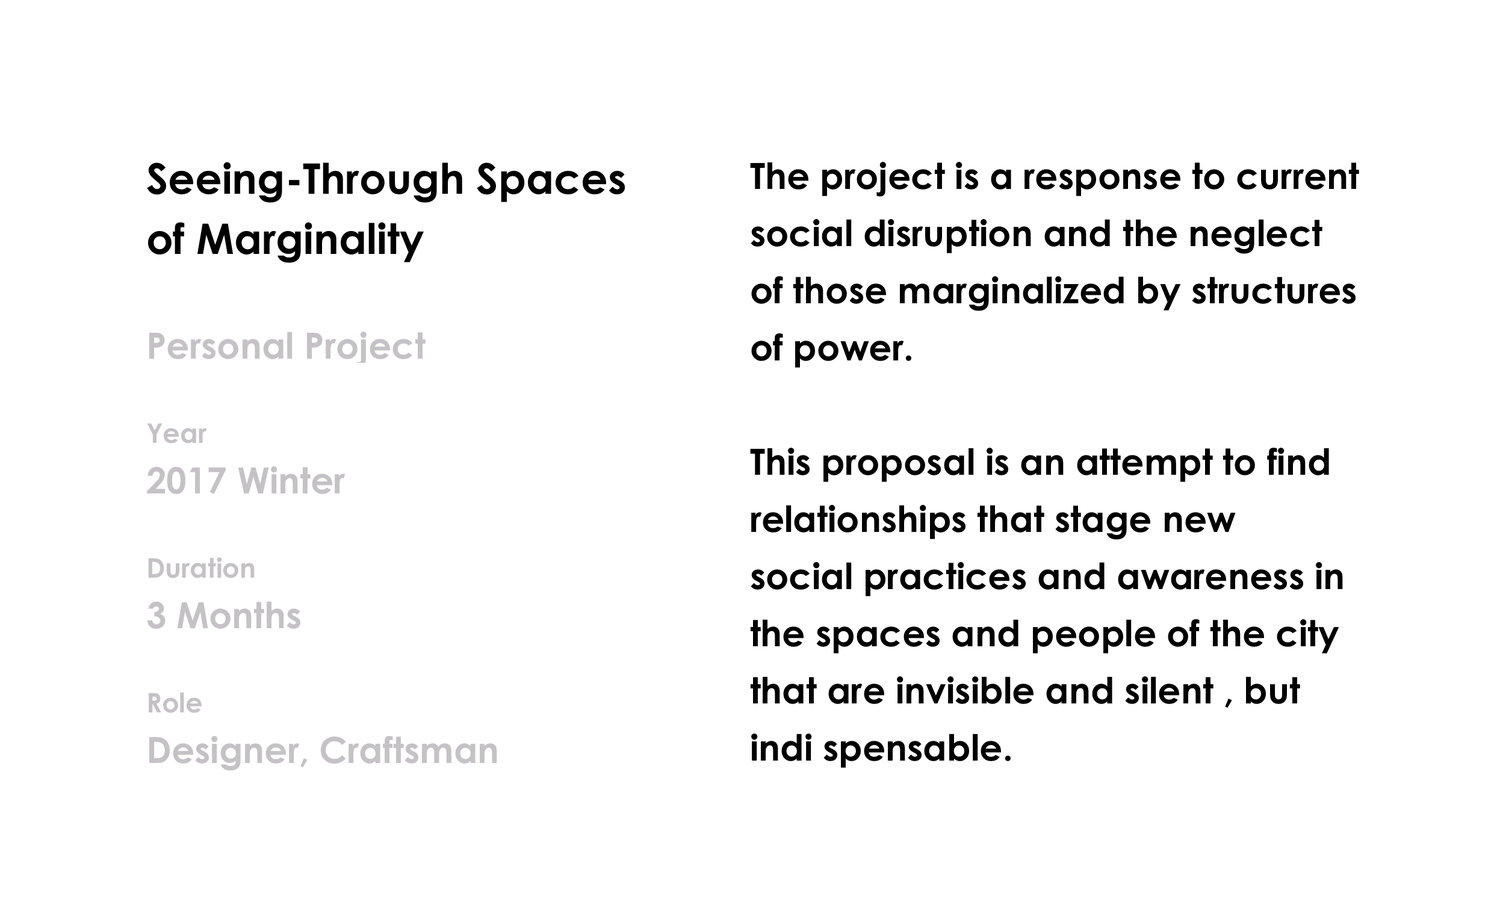 Seeing-Through Spaces
of Marginality
Personal Project
Year
2017 Winter
Duration
3 Months
Role
Designer, Craftsman
The project is a response to current
social disruption and the neglect
of those marginalized by structures
of power.
This proposal is an attempt to find
relationships that stage new
social practices and awareness in
the spaces and people of the city
that are invisible and silent , but
indi spensable.